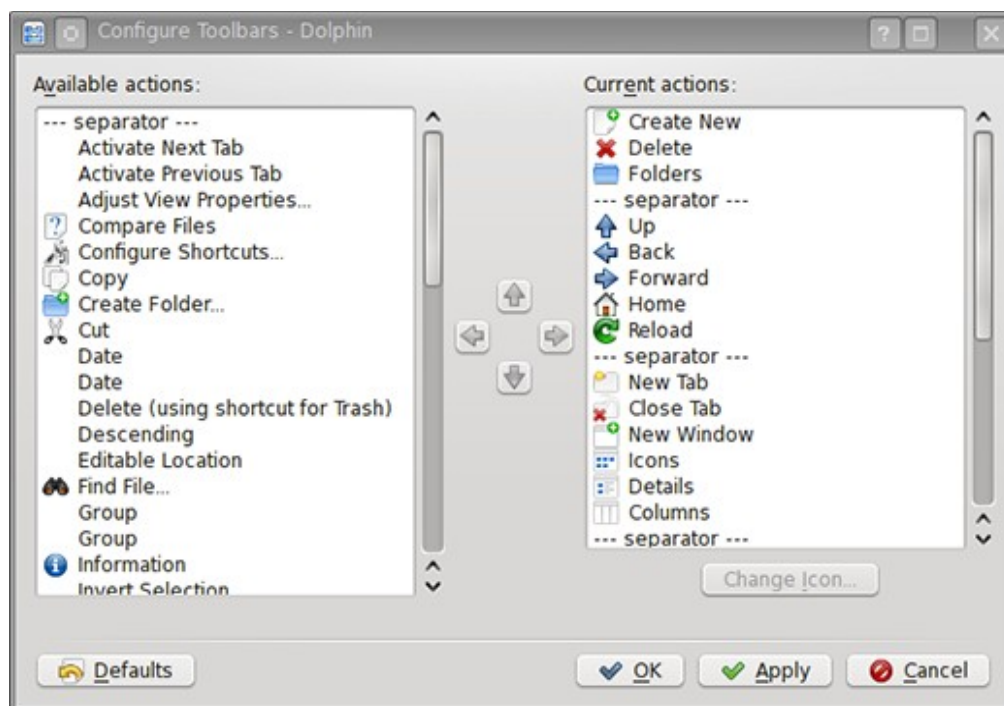 Configure Toolbars - Dolphin
Available actions:
--- separator ---
Activate Next Tab
Activate Previous Tab
Adjust View Properties...
Compare Files
Configure Shortcuts...
Copy
Create Folder...
Cut
Date
Date
Delete (using shortcut for Trash)
Descending
Editable Location
Find File...
Group
Group
Information
Invert Selection
Current actions:
Create New
Delete
Folders
--- separator ---
Up
Back
Forward
Home
Reload
--- separator ---
New Tab
Close Tab
New Window
Icons
Details
Columns
--- separator ---
Change Icon...
Defaults
OK
Apply
Cancel